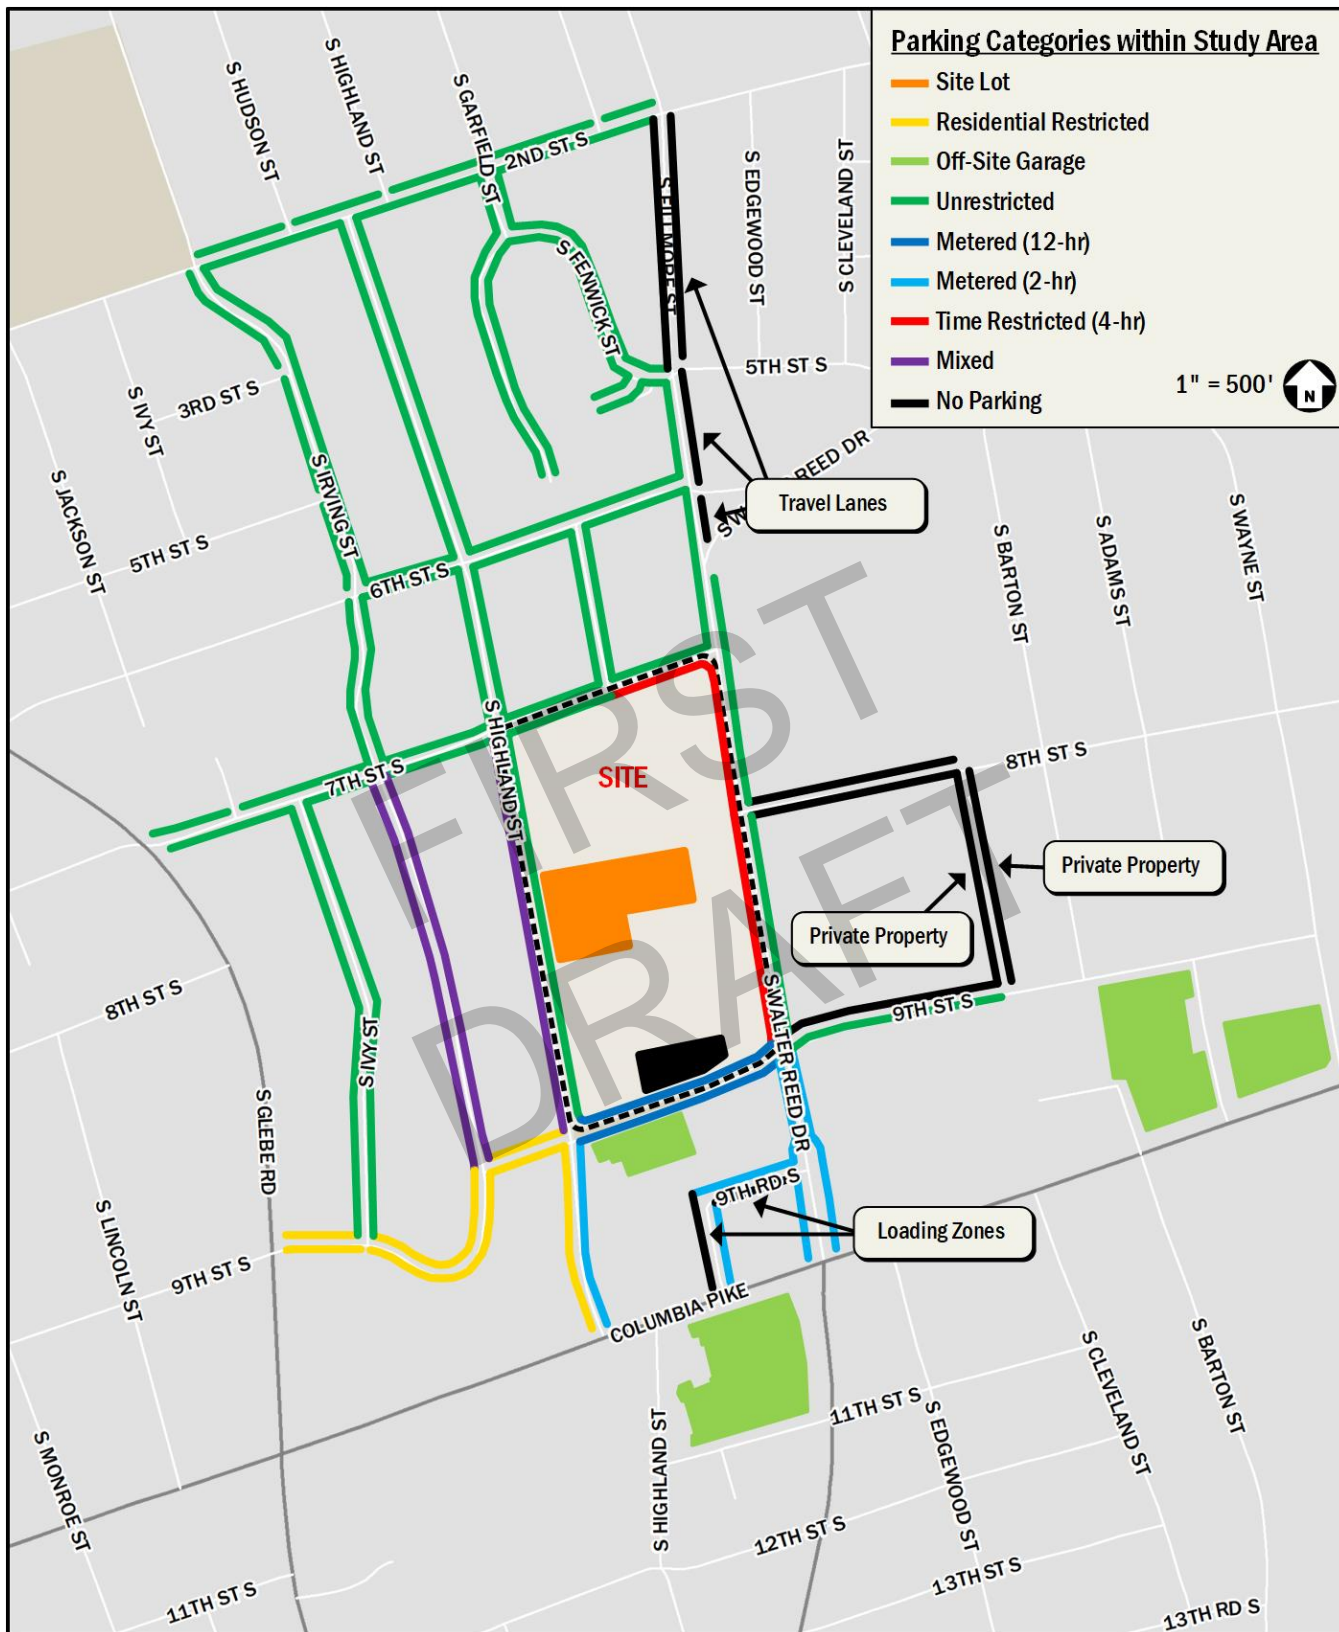 Parking Categories within Study Area
Site Lot
Residential Restricted
Off-Site Garage
Unrestricted
Metered (12-hr)
Metered (2-hr)
Time Restricted (4-hr)
Mixed
No Parking
1" = 500'
N
S HUDSON ST
S HIGHLAND ST
S GARFIELD ST
2ND ST S
S FILLMORE ST
S EDGEWOOD ST
S CLEVELAND ST
S FENWICK ST
5TH ST S
3RD ST S
S IVY ST
S JACKSON ST
S IRVING ST
5TH ST S
6TH ST S
REED DR
S W
Travel Lanes
S BARTON ST
S ADAMS ST
S WAYNE ST
FIRST
DRAFT
S HIGHLAND ST
7TH ST S
SITE
8TH ST S
Private Property
Private Property
8TH ST S
S IVY ST
S WALTER REED DR
9TH ST S
S GLEBE RD
9TH RD S
Loading Zones
S LINCOLN ST
9TH ST S
COLUMBIA PIKE
S MONROE ST
S HIGHLAND ST
11TH ST S
S EDGEWOOD ST
S CLEVELAND ST
S BARTON ST
12TH ST S
11TH ST S
13TH ST S
13TH RD S